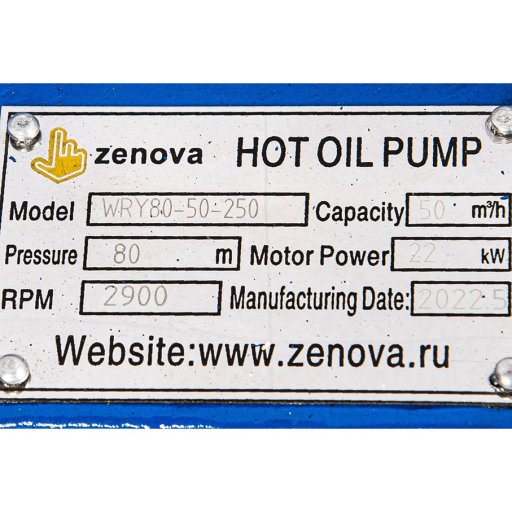 zenova HOT OIL PUMP
Model WRY80-50-250 Capacity 50 m³/h
Pressure 80 m Motor Power 22 kW
RPM 2900 Manufacturing Date: 2022.5
Website:www.zenova.ru